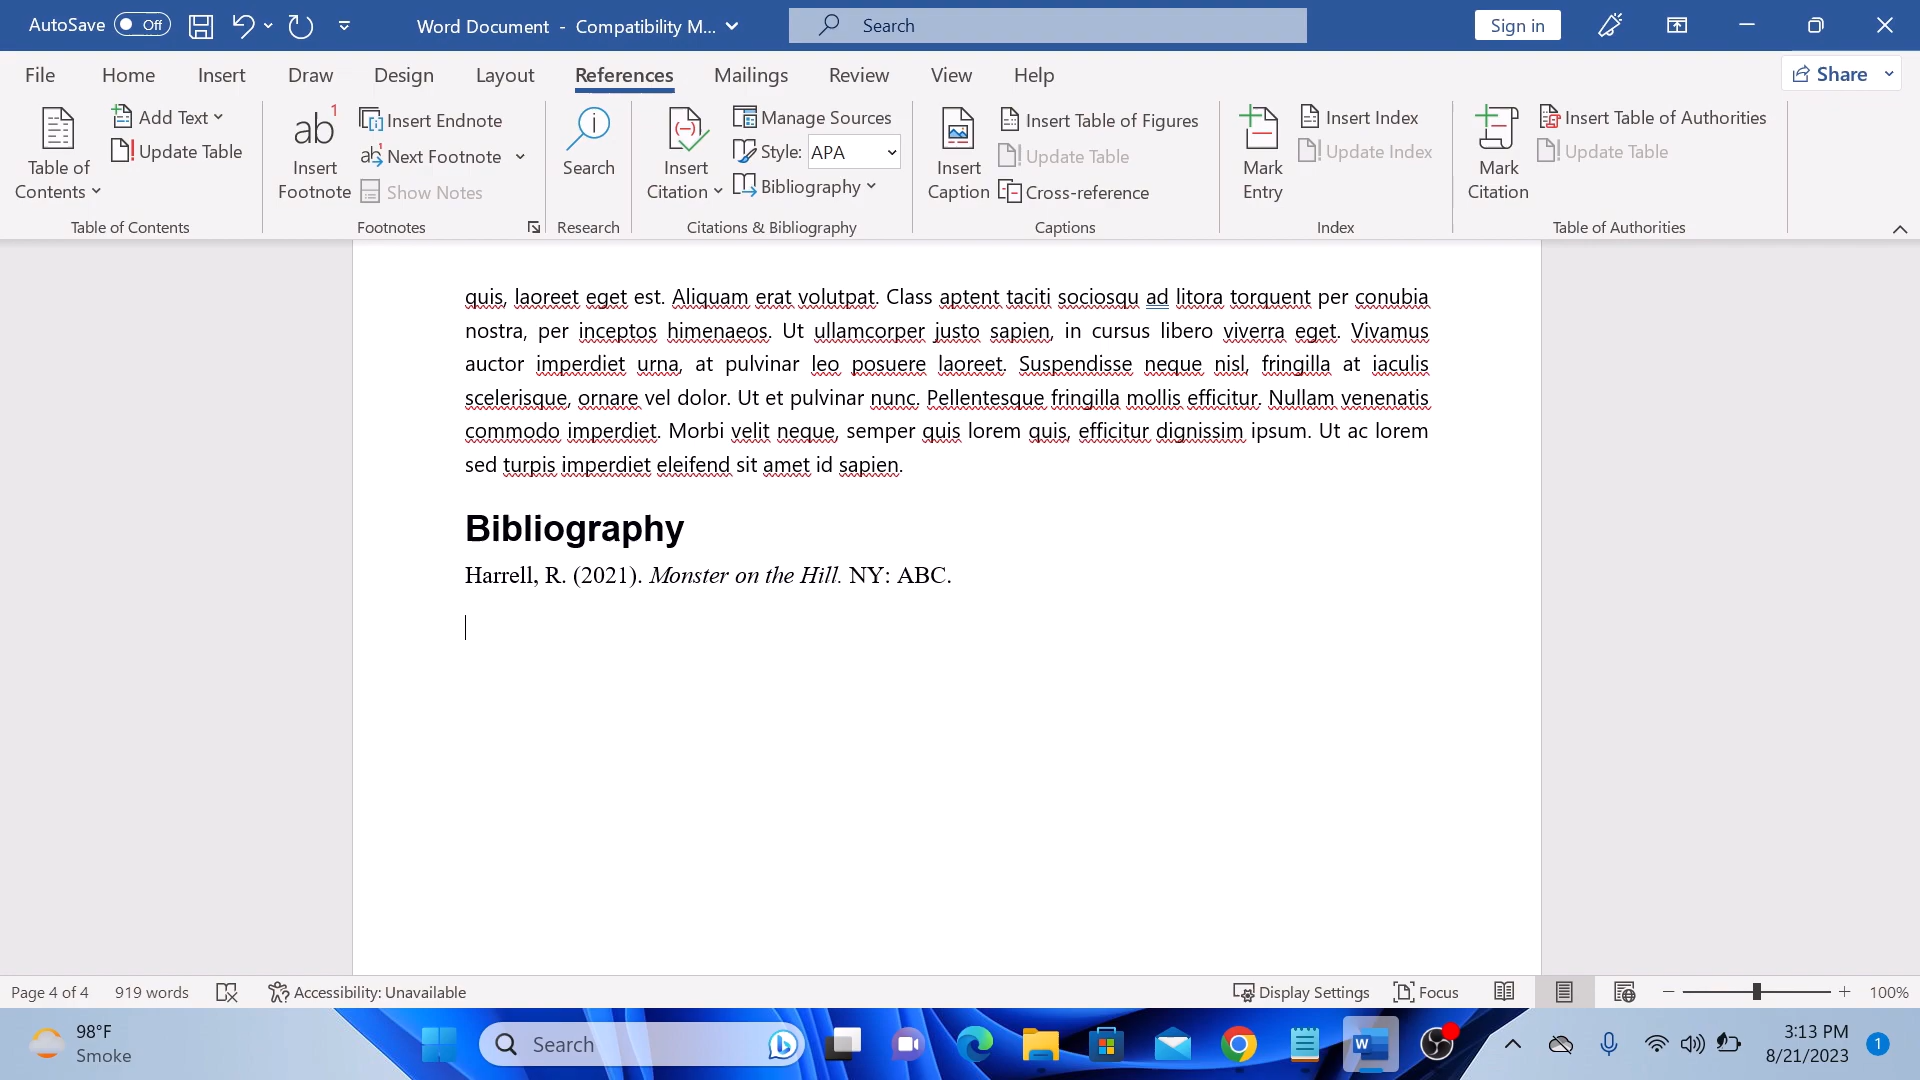 AutoSave Off Word Document - Compatibility M... Search Sign in
File Home Insert Draw Design Layout References Mailings Review View Help Share
Table of Contents
Add Text
Update Table
Table of Contents
ab 1
Insert Footnote
Insert Endnote
Next Footnote
Show Notes
Footnotes
Search
Research
Insert Citation
Manage Sources
Style: APA
Bibliography
Citations & Bibliography
Insert Caption
Insert Table of Figures
Update Table
Cross-reference
Captions
Mark Entry
Insert Index
Update Index
Index
Mark Citation
Insert Table of Authorities
Update Table
Table of Authorities
quis, laoreet eget est. Aliquam erat volutpat. Class aptent taciti sociosqu ad litora torquent per conubia
nostra, per inceptos himenaeos. Ut ullamcorper justo sapien, in cursus libero viverra eget. Vivamus
auctor imperdiet urna, at pulvinar leo posuere laoreet. Suspendisse neque nisl, fringilla at iaculis
scelerisque, ornare vel dolor. Ut et pulvinar nunc. Pellentesque fringilla mollis efficitur. Nullam venenatis
commodo imperdiet. Morbi velit neque, semper quis lorem quis, efficitur dignissim ipsum. Ut ac lorem
sed turpis imperdiet eleifend sit amet id sapien.
Bibliography
Harrell, R. (2021). Monster on the Hill. NY: ABC.
Page 4 of 4 919 words Accessibility: Unavailable Display Settings Focus 100%
98°F
Smoke
Search
3:13 PM
8/21/2023
1